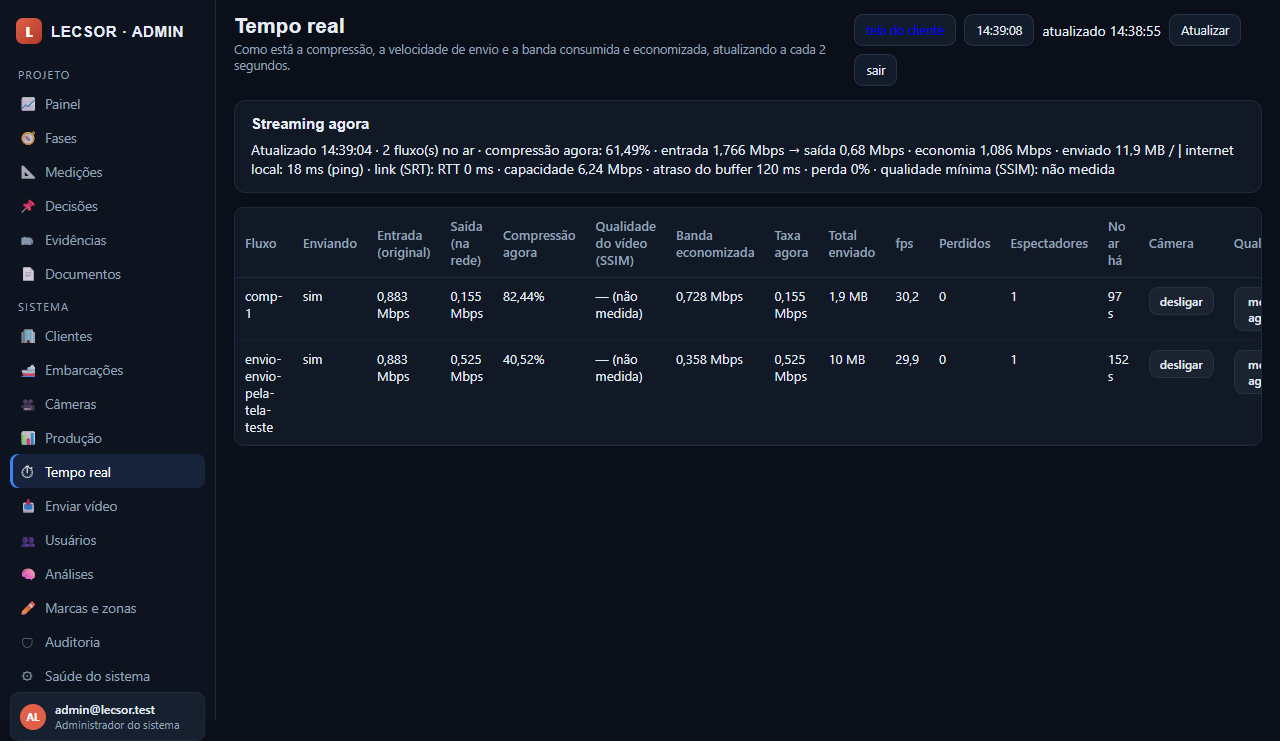 L LECSOR · ADMIN
PROJETO
Painel
Fases
Medições
Decisões
Evidências
Documentos
SISTEMA
Clientes
Embarcações
Câmeras
Produção
Tempo real
Enviar vídeo
Usuários
Análises
Marcas e zonas
Auditoria
Saúde do sistema
AL
admin@lecsor.test
Administrador do sistema
Tempo real
Como está a compressão, a velocidade de envio e a banda consumida e economizada, atualizando a cada 2
segundos.
tela do cliente
14:39:08
atualizado 14:38:55
Atualizar
sair
Streaming agora
Atualizado 14:39:04 · 2 fluxo(s) no ar · compressão agora: 61,49% · entrada 1,766 Mbps → saída 0,68 Mbps · economia 1,086 Mbps · enviado 11,9 MB / | internet
local: 18 ms (ping) · link (SRT): RTT 0 ms · capacidade 6,24 Mbps · atraso do buffer 120 ms · perda 0% · qualidade mínima (SSIM): não medida
Fluxo
Enviando
Entrada
(original)
Saída
(na
rede)
Compressão
agora
Qualidade
do vídeo
(SSIM)
Banda
economizada
Taxa
agora
Total
enviado
fps
Perdidos
Espectadores
No
ar
há
Câmera
Qual
comp-
1
sim
0,883
Mbps
0,155
Mbps
82,44%
— (não
medida)
0,728 Mbps
0,155
Mbps
1,9 MB
30,2
0
1
97
s
desligar
me
ag
envio-
envio-
pela-
tela-
teste
sim
0,883
Mbps
0,525
Mbps
40,52%
— (não
medida)
0,358 Mbps
0,525
Mbps
10 MB
29,9
0
1
152
s
desligar
me
ag